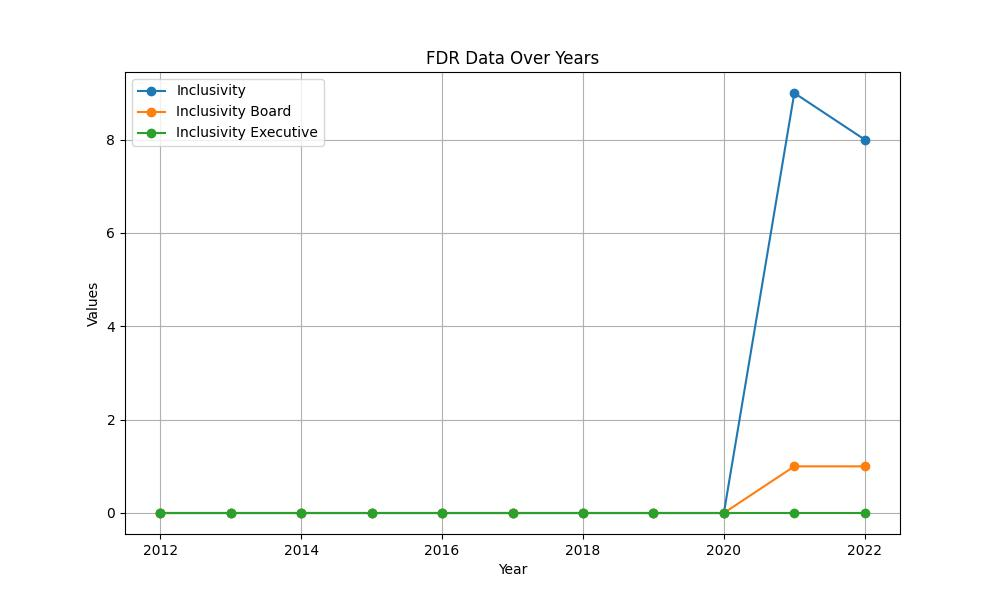 FDR Data Over Years
Inclusivity
Inclusivity Board
Inclusivity Executive
8
6
4
2
0
Values
2012 2014 2016 2018 2020 2022
Year